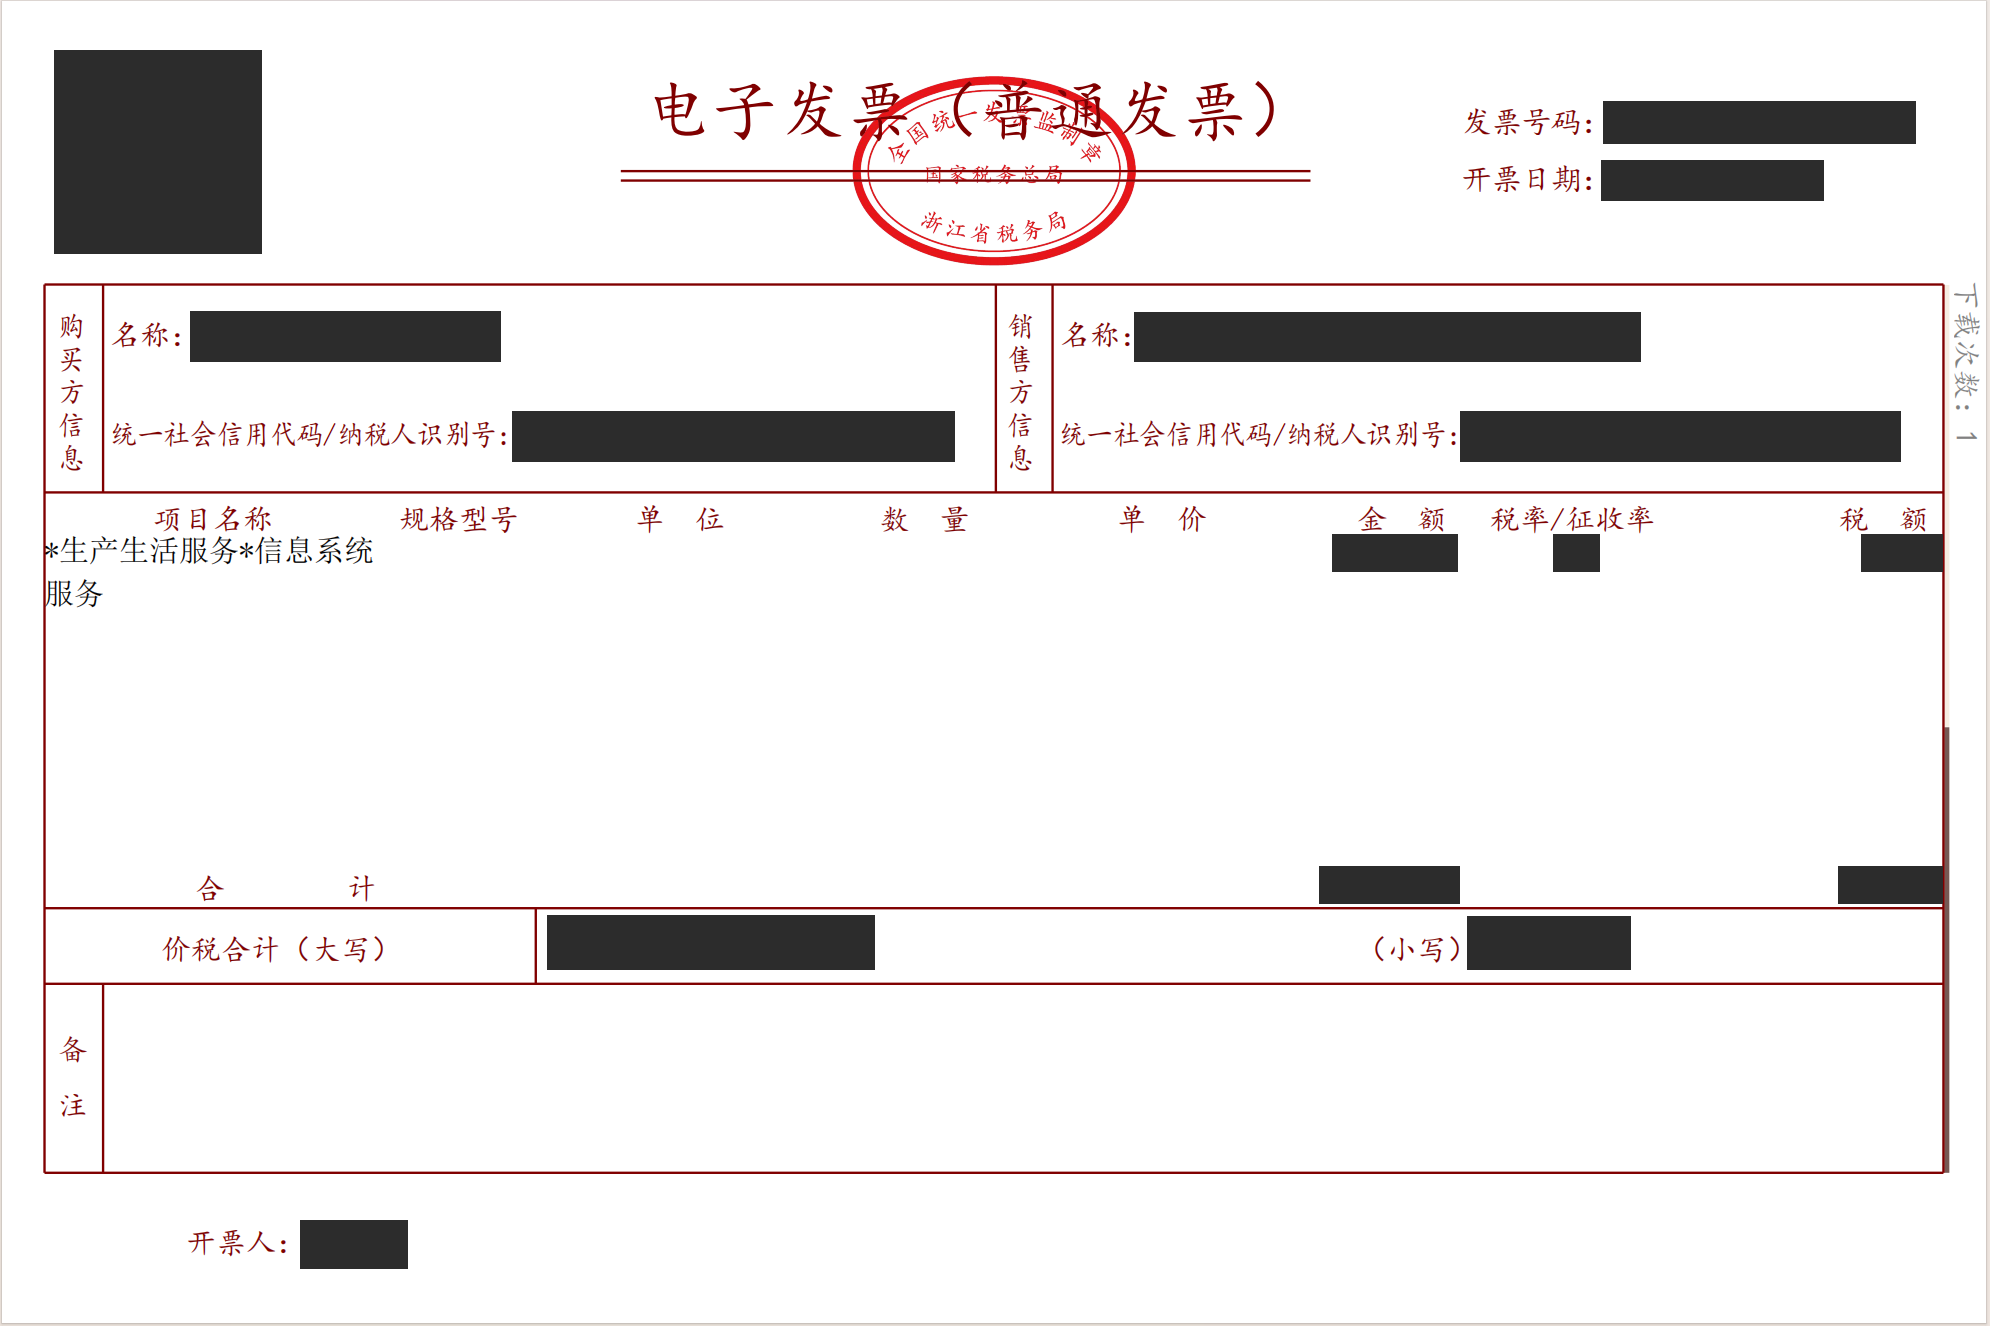 电子发票（普通发票）
全国统一发票监制章
国家税务总局
浙江省税务局
发票号码：
开票日期：
下载次数：1
购买方信息
名称：
统一社会信用代码/纳税人识别号：
销售方信息
名称：
统一社会信用代码/纳税人识别号：
项目名称 规格型号 单位 数量 单价 金额 税率/征收率 税额
*生产生活服务*信息系统
服务
合计
价税合计（大写） （小写）
备注
开票人：